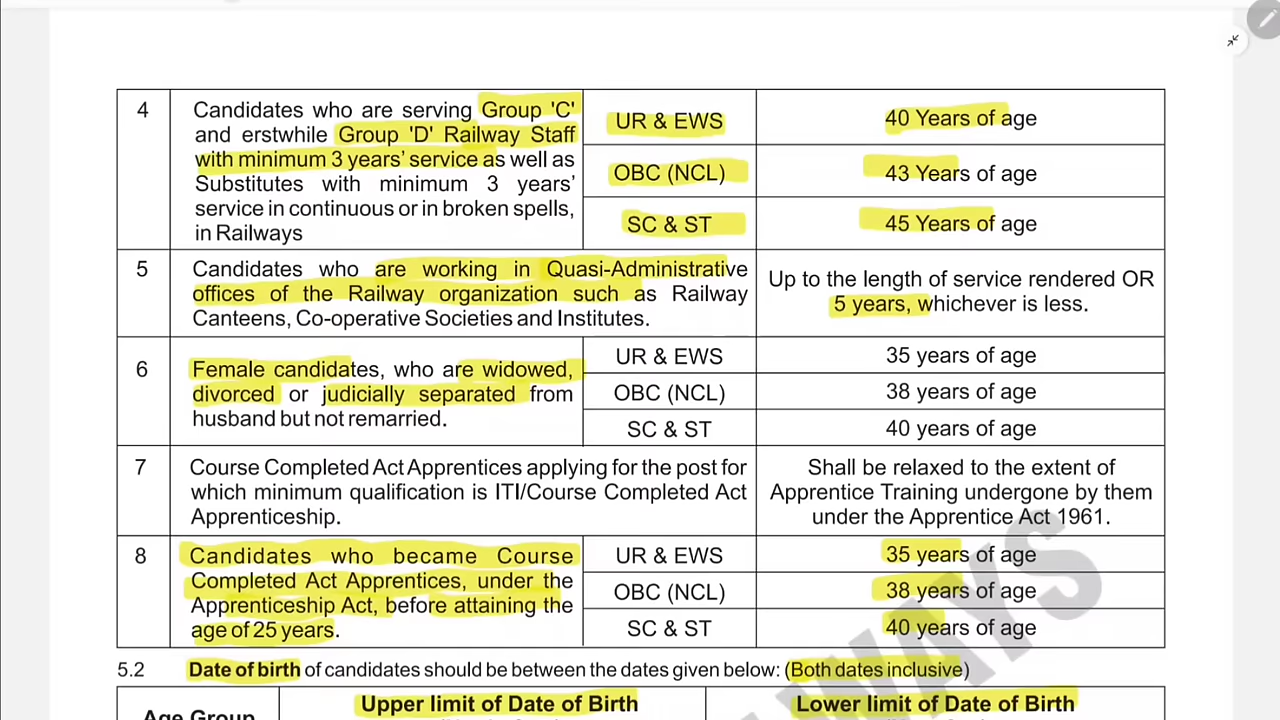 4
Candidates who are serving Group 'C'
and erstwhile Group 'D' Railway Staff
with minimum 3 years' service as well as
Substitutes with minimum 3 years'
service in continuous or in broken spells,
in Railways
UR & EWS
40 Years of age
OBC (NCL)
43 Years of age
SC & ST
45 Years of age
5
Candidates who are working in Quasi-Administrative
offices of the Railway organization such as Railway
Canteens, Co-operative Societies and Institutes.
Up to the length of service rendered OR
5 years, whichever is less.
6
Female candidates, who are widowed,
divorced or judicially separated from
husband but not remarried.
UR & EWS
35 years of age
OBC (NCL)
38 years of age
SC & ST
40 years of age
7
Course Completed Act Apprentices applying for the post for
which minimum qualification is ITI/Course Completed Act
Apprenticeship.
Shall be relaxed to the extent of
Apprentice Training undergone by them
under the Apprentice Act 1961.
8
Candidates who became Course
Completed Act Apprentices, under the
Apprenticeship Act, before attaining the
age of 25 years.
UR & EWS
35 years of age
OBC (NCL)
38 years of age
SC & ST
40 years of age
5.2 Date of birth of candidates should be between the dates given below: (Both dates inclusive)
Age Group
Upper limit of Date of Birth
Lower limit of Date of Birth